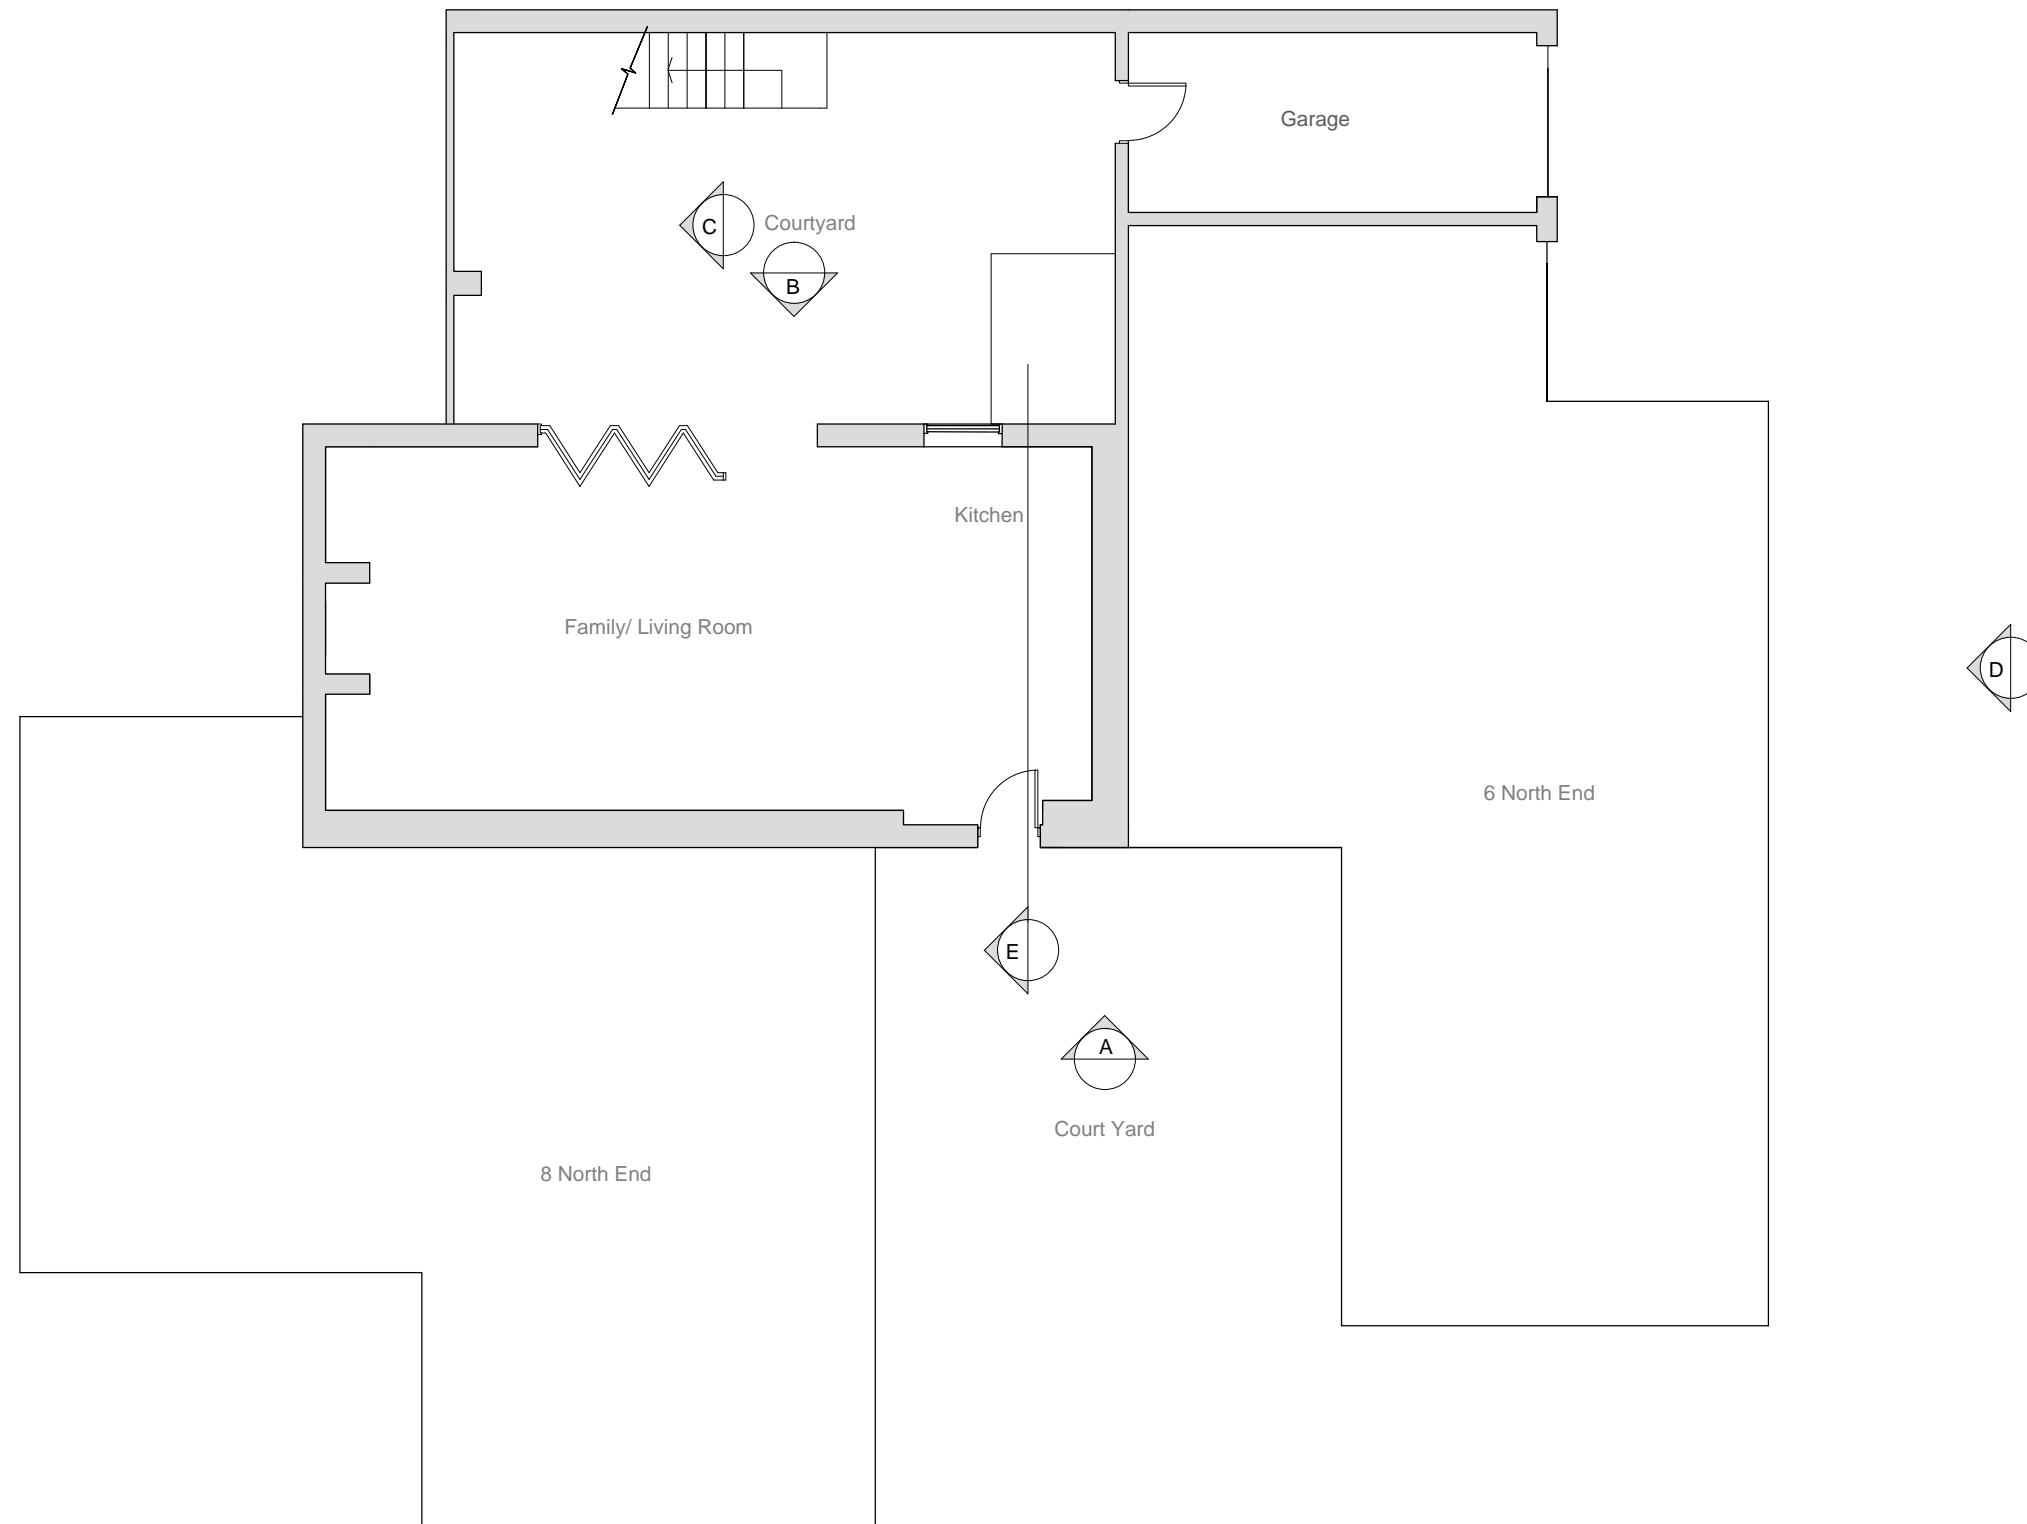 Garage
C
Courtyard
B
Kitchen
Family/ Living Room
D
6 North End
E
A
Court Yard
8 North End